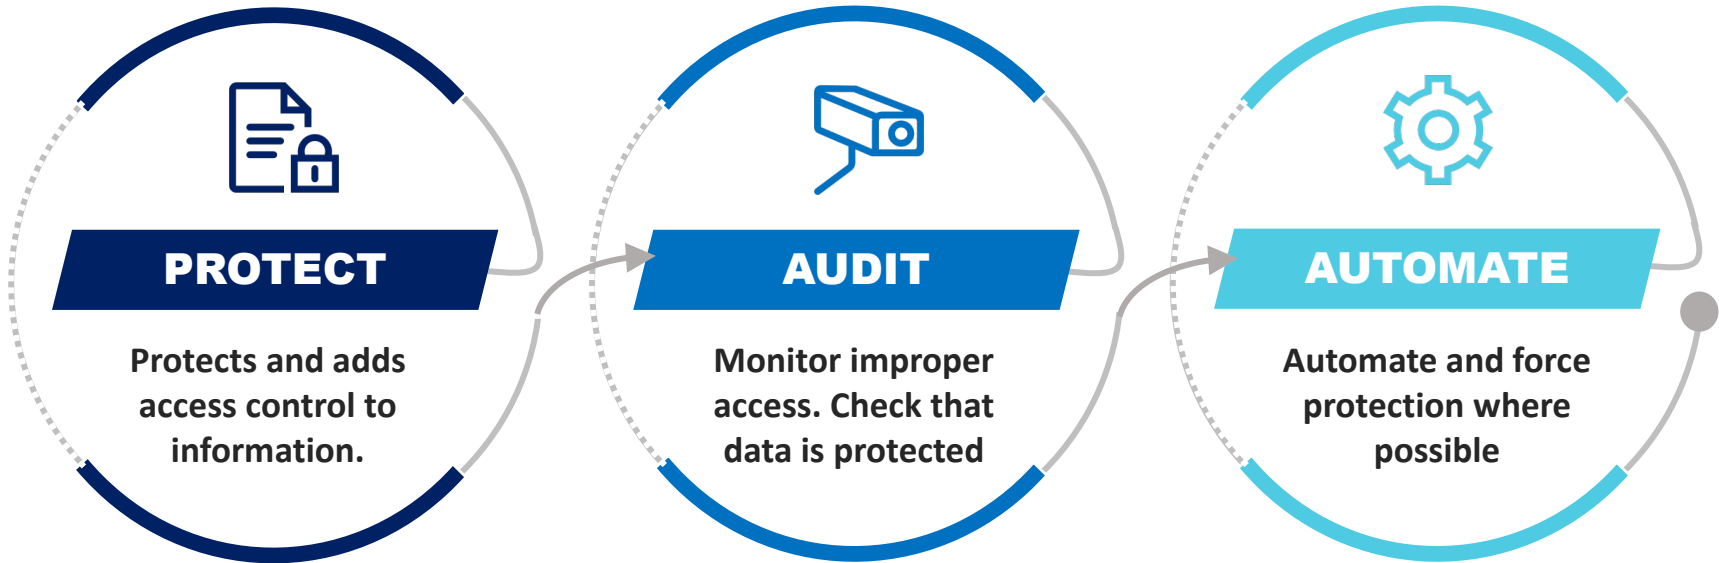 PROTECT
Protects and adds
access control to
information.
AUDIT
Monitor improper
access. Check that
data is protected
AUTOMATE
Automate and force
protection where
possible